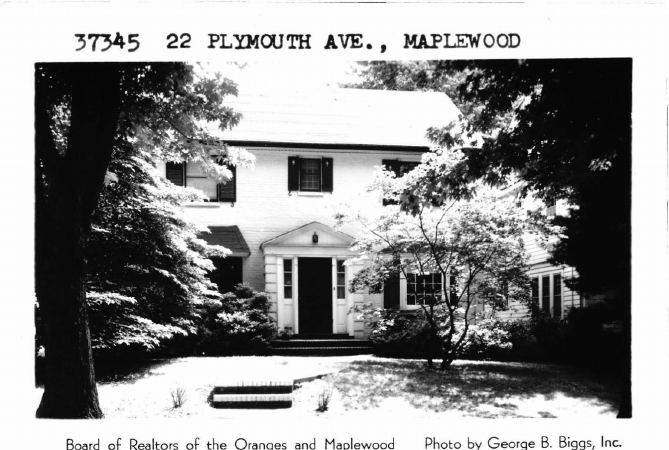 37345 22 PLYMOUTH AVE., MAPLEWOOD
Board of Realtors of the Oranges and Maplewood Photo by George B. Biggs, Inc.